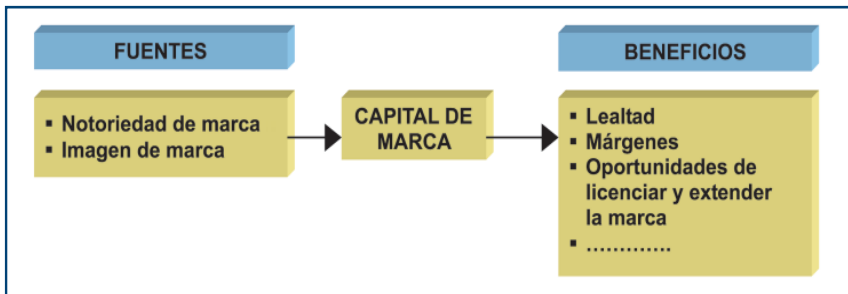 FUENTES
▪ Notoriedad de marca
▪ Imagen de marca
CAPITAL DE
MARCA
BENEFICIOS
▪ Lealtad
▪ Márgenes
▪ Oportunidades de
licenciar y extender
la marca
▪ .............